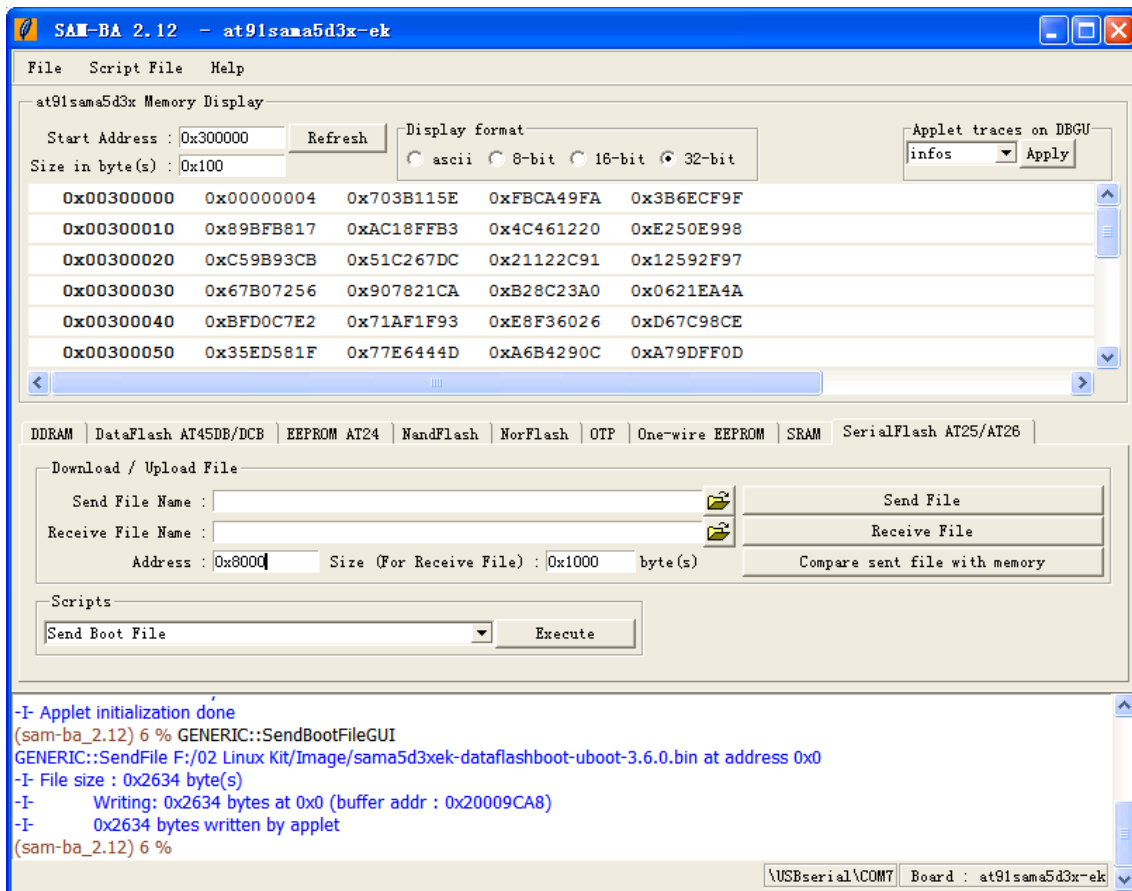 SAM-BA 2.12 - at91sama5d3x-ek
File Script File Help
at91sama5d3x Memory Display
Start Address : 0x300000 Refresh
Size in byte(s) : 0x100
Display format
ascii 8-bit 16-bit 32-bit
Applet traces on DBGU
infos Apply
0x00300000 0x00000004 0x703B115E 0xFBCA49FA 0x3B6ECF9F
0x00300010 0x89BFB817 0xAC18FFB3 0x4C461220 0xE250E998
0x00300020 0xC59B93CB 0x51C267DC 0x21122C91 0x12592F97
0x00300030 0x67B07256 0x907821CA 0xB28C23A0 0x0621EA4A
0x00300040 0xBFD0C7E2 0x71AF1F93 0xE8F36026 0xD67C98CE
0x00300050 0x35ED581F 0x77E6444D 0xA6B4290C 0xA79DFF0D
DDRAM DataFlash AT45DB/DCB EEPROM AT24 NandFlash NorFlash OTP One-wire EEPROM SRAM SerialFlash AT25/AT26
Download / Upload File
Send File Name : Send File
Receive File Name : Receive File
Address : 0x8000 Size (For Receive File) : 0x1000 byte(s) Compare sent file with memory
Scripts
Send Boot File Execute
-I- Applet initialization done
(sam-ba_2.12) 6 % GENERIC::SendBootFileGUI
GENERIC::SendFile F:/02 Linux Kit/Image/sama5d3xek-dataflashboot-uboot-3.6.0.bin at address 0x0
-I- File size : 0x2634 byte(s)
-I- Writing: 0x2634 bytes at 0x0 (buffer addr : 0x20009CA8)
-I- 0x2634 bytes written by applet
(sam-ba_2.12) 6 %
\USBserial\COM7 Board : at91sama5d3x-ek